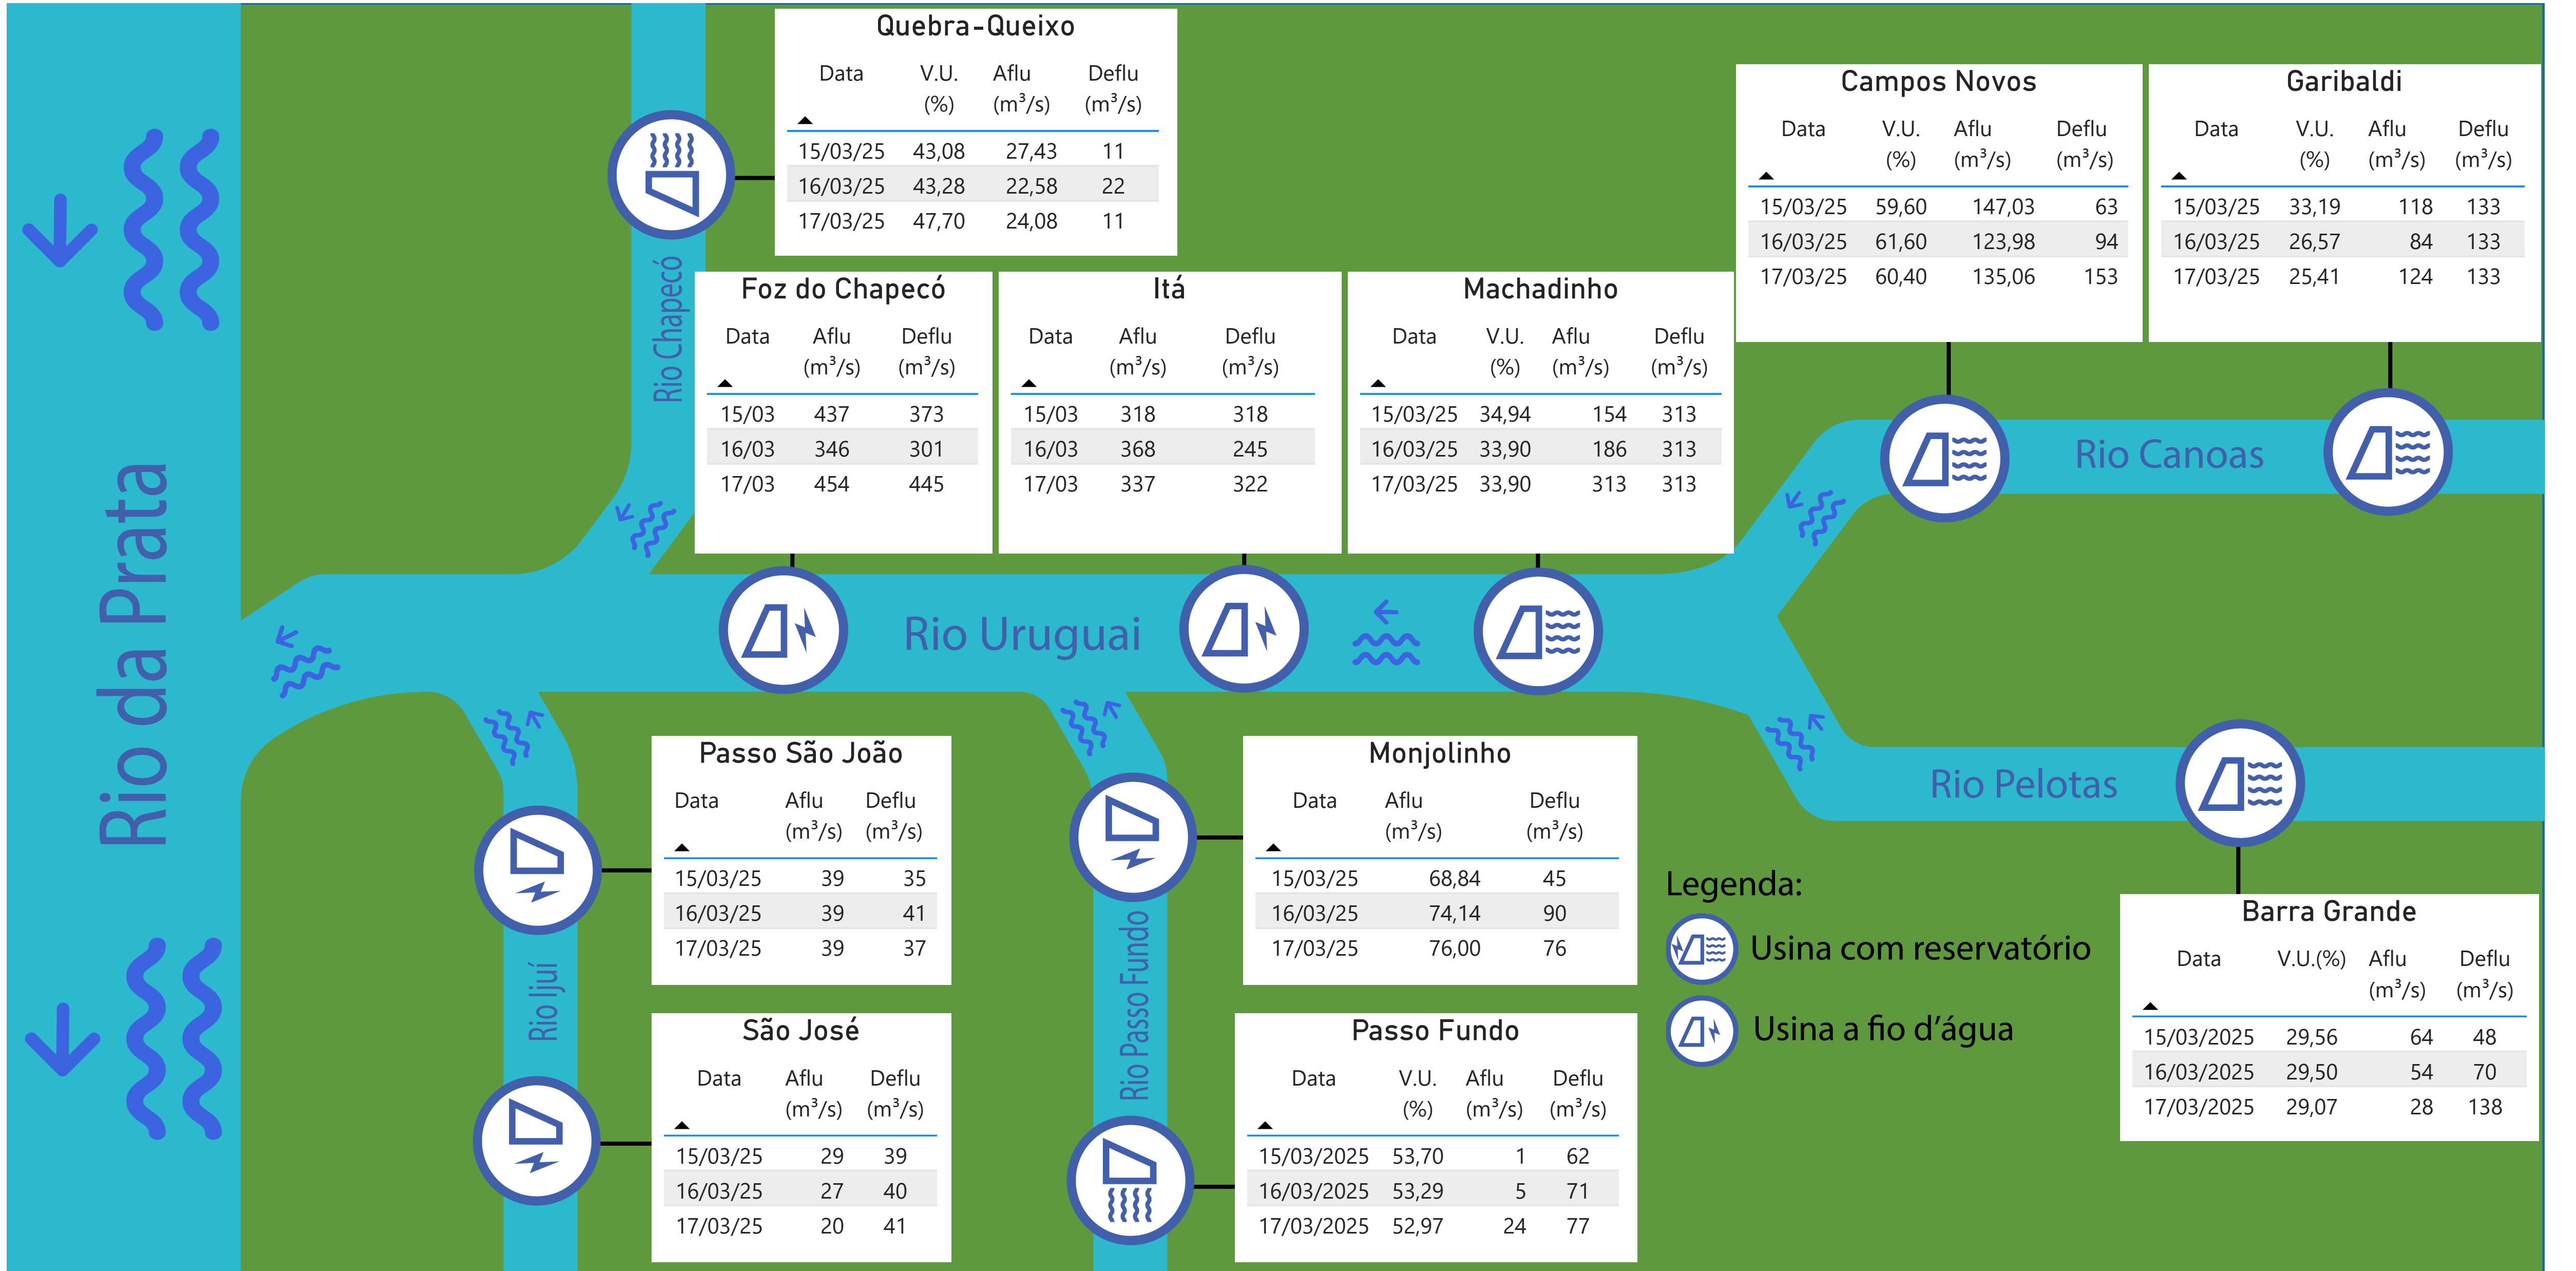 Quebra-Queixo
Data V.U. (%) Aflu (m³/s) Deflu (m³/s)
15/03/25 43,08 27,43 11
16/03/25 43,28 22,58 22
17/03/25 47,70 24,08 11
Campos Novos
Data V.U. (%) Aflu (m³/s) Deflu (m³/s)
15/03/25 59,60 147,03 63
16/03/25 61,60 123,98 94
17/03/25 60,40 135,06 153
Garibaldi
Data V.U. (%) Aflu (m³/s) Deflu (m³/s)
15/03/25 33,19 118 133
16/03/25 26,57 84 133
17/03/25 25,41 124 133
Rio Chapecó
Foz do Chapecó
Data Aflu (m³/s) Deflu (m³/s)
15/03 437 373
16/03 346 301
17/03 454 445
Itá
Data Aflu (m³/s) Deflu (m³/s)
15/03 318 318
16/03 368 245
17/03 337 322
Machadinho
Data V.U. (%) Aflu (m³/s) Deflu (m³/s)
15/03/25 34,94 154 313
16/03/25 33,90 186 313
17/03/25 33,90 313 313
Rio Canoas
Rio da Prata
Rio Uruguai
Rio Pelotas
Passo São João
Data Aflu (m³/s) Deflu (m³/s)
15/03/25 39 35
16/03/25 39 41
17/03/25 39 37
Monjolinho
Data Aflu (m³/s) Deflu (m³/s)
15/03/25 68,84 45
16/03/25 74,14 90
17/03/25 76,00 76
Rio Ijuí
Rio Passo Fundo
Legenda:
Usina com reservatório
Usina a fio d'água
Barra Grande
Data V.U.(%) Aflu (m³/s) Deflu (m³/s)
15/03/2025 29,56 64 48
16/03/2025 29,50 54 70
17/03/2025 29,07 28 138
São José
Data Aflu (m³/s) Deflu (m³/s)
15/03/25 29 39
16/03/25 27 40
17/03/25 20 41
Passo Fundo
Data V.U. (%) Aflu (m³/s) Deflu (m³/s)
15/03/2025 53,70 1 62
16/03/2025 53,29 5 71
17/03/2025 52,97 24 77